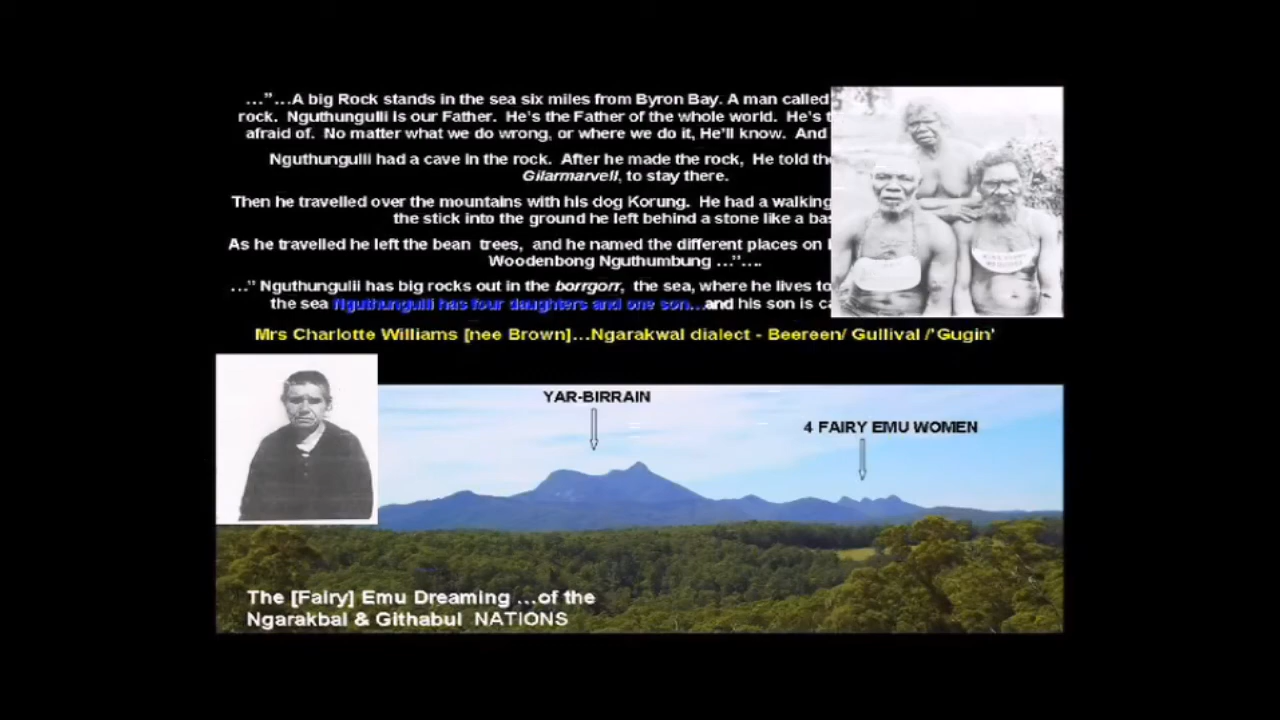 …"…A big Rock stands in the sea six miles from Byron Bay. A man called
rock. Nguthungulli is our Father. He's the Father of the whole world. He's
afraid of. No matter what we do wrong, or where we do it, He'll know. And
Nguthungulli had a cave in the rock. After he made the rock, He told
Gilarmarvell, to stay there.
Then he travelled over the mountains with his dog Korung. He had a walking
the stick into the ground he left behind a stone like a
As he travelled he left the bean trees, and he named the different places on
Woodenbong Nguthumbung …"….
…" Nguthungulli has big rocks out in the borrgorr, the sea, where he lives
the sea Nguthungulli has four daughters and one son…and his son is
Mrs Charlotte Williams [nee Brown]…Ngarakwal dialect - Beereen/ Gullival /'Gugin'
YAR-BIRRAIN
4 FAIRY EMU WOMEN
The [Fairy] Emu Dreaming …of the
Ngarakbal & Githabul NATIONS